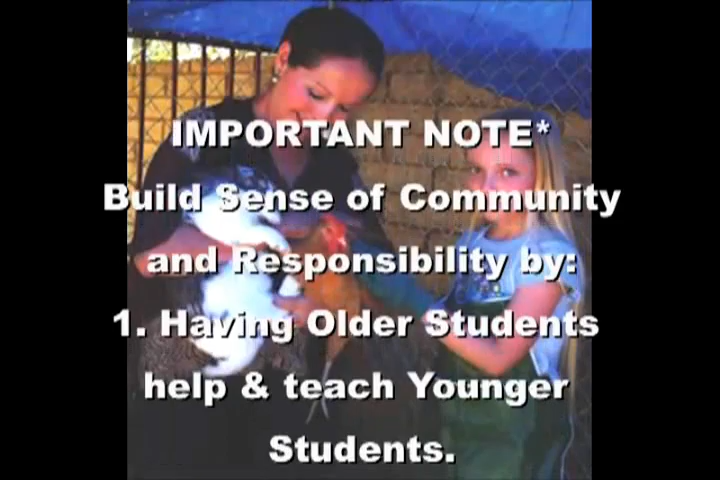 IMPORTANT NOTE*
Build Sense of Community
and Responsibility by:
1. Having Older Students
help & teach Younger
Students.